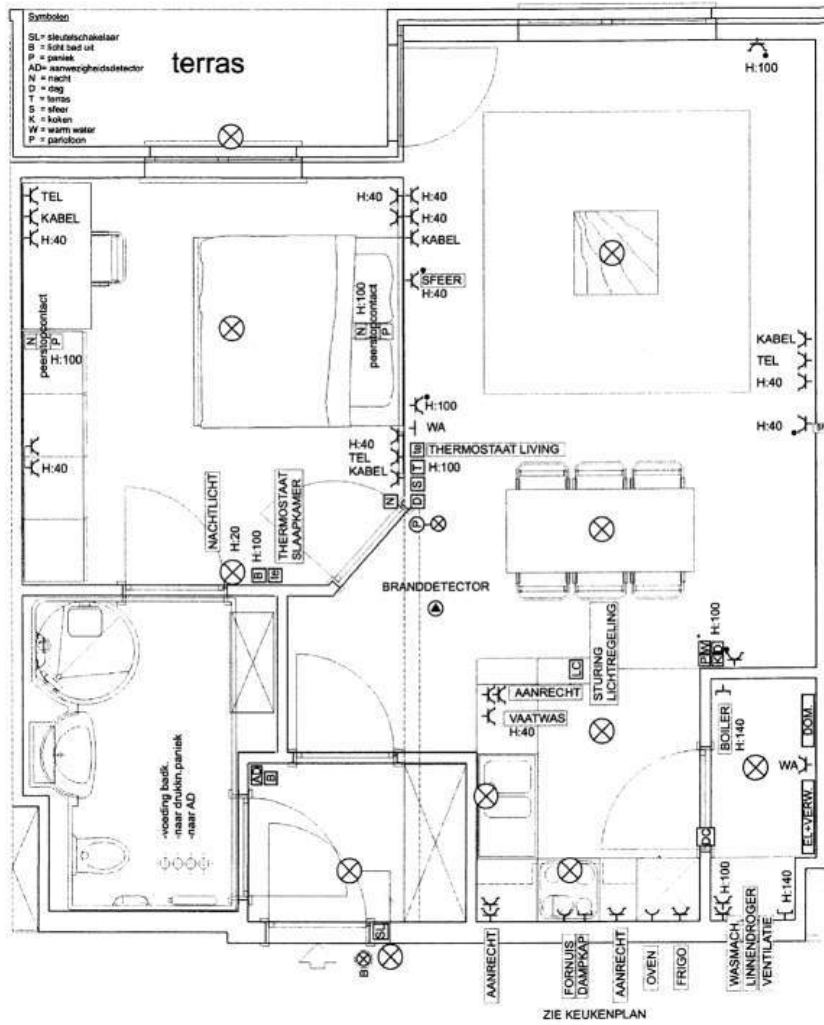 Symbolen
SL= sleutelschakelaar
B = licht bad uit
P = paniek
AD= aanwezigheidsdetector
N = nacht
D = dag
T = terras
S = sfeer
K = koken
W = warm water
P = parlofoon
terras
H:100
TEL
KABEL
H:40
H:40
H:40
H:40
KABEL
SFEER
H:40
peerstopcontact
N
P
H:100
H:100
N
P
peerstopcontact
KABEL
TEL
H:40
H:40
H:100
WA
te
THERMOSTAAT LIVING
T
H:100
S
D
H:40
TEL
KABEL
N
H:40
NACHTLICHT
H:20
H:100
B
te
THERMOSTAAT
SLAAPKAMER
P
BRANDDETECTOR
STURING
LICHTREGELING
LC
H:100
P
W
K
D
AANRECHT
VAATWAS
H:40
BOILER
H:140
DOM.
WA
EL+VERW.
AD
B
-voeding badk.
-naar drukkn.paniek
-naar AD
DC
H:100
H:140
SL
B
AANRECHT
FORNUIS
DAMPKAP
AANRECHT
OVEN
FRIGO
WASMACH.
LINNENDROGER
VENTILATIE
ZIE KEUKENPLAN